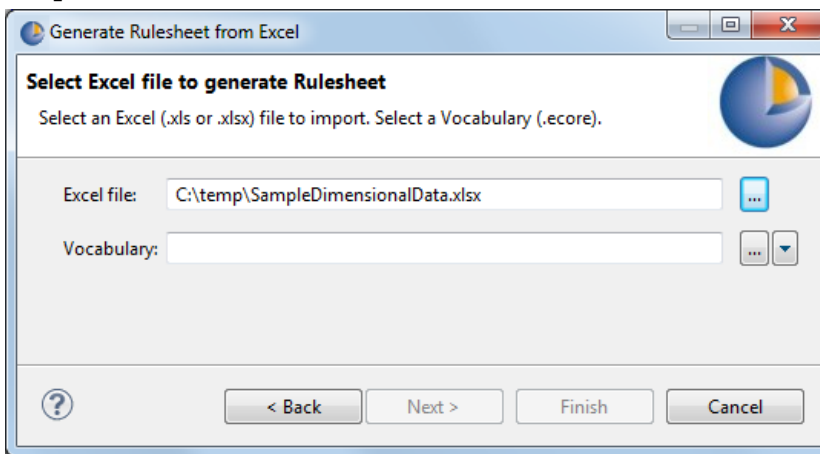 Generate Rulesheet from Excel
Select Excel file to generate Rulesheet
Select an Excel (.xls or .xlsx) file to import. Select a Vocabulary (.ecore).
Excel file: C:\temp\SampleDimensionalData.xlsx ...
Vocabulary: ...
? < Back Next > Finish Cancel